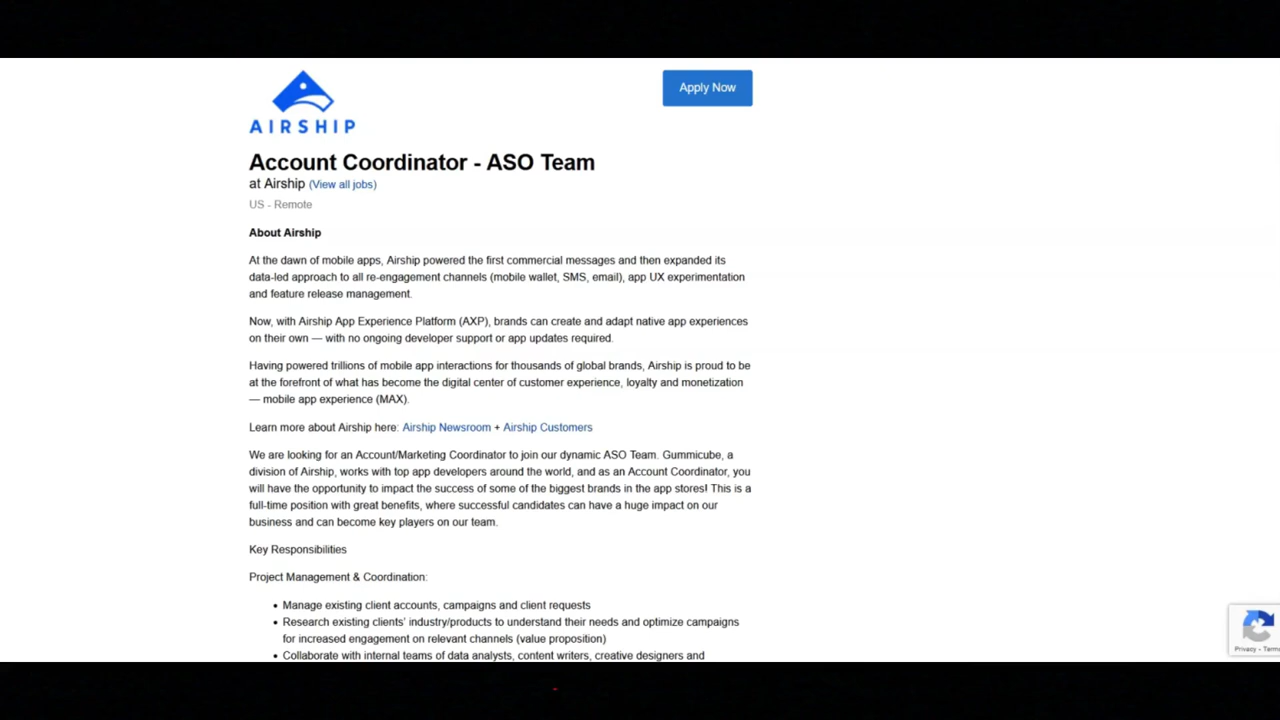 Apply Now
AIRSHIP
Account Coordinator - ASO Team
at Airship (View all jobs)
US - Remote
About Airship
At the dawn of mobile apps, Airship powered the first commercial messages and then expanded its
data-led approach to all re-engagement channels (mobile wallet, SMS, email), app UX experimentation
and feature release management.
Now, with Airship App Experience Platform (AXP), brands can create and adapt native app experiences
on their own — with no ongoing developer support or app updates required.
Having powered trillions of mobile app interactions for thousands of global brands, Airship is proud to be
at the forefront of what has become the digital center of customer experience, loyalty and monetization
— mobile app experience (MAX).
Learn more about Airship here: Airship Newsroom + Airship Customers
We are looking for an Account/Marketing Coordinator to join our dynamic ASO Team. Gummicube, a
division of Airship, works with top app developers around the world, and as an Account Coordinator, you
will have the opportunity to impact the success of some of the biggest brands in the app stores! This is a
full-time position with great benefits, where successful candidates can have a huge impact on our
business and can become key players on our team.
Key Responsibilities
Project Management & Coordination:
• Manage existing client accounts, campaigns and client requests
• Research existing clients' industry/products to understand their needs and optimize campaigns
for increased engagement on relevant channels (value proposition)
• Collaborate with internal teams of data analysts, content writers, creative designers and
Privacy - Terms